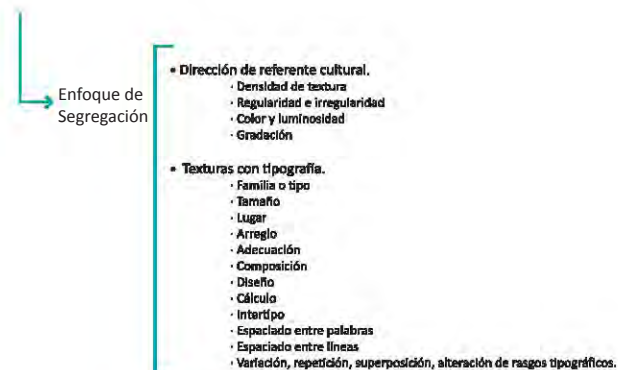 Enfoque de
Segregación
• Dirección de referente cultural.
· Densidad de textura
· Regularidad e irregularidad
· Color y luminosidad
· Gradación
• Texturas con tipografía.
· Familia o tipo
· Tamaño
· Lugar
· Arreglo
· Adecuación
· Composición
· Diseño
· Cálculo
· Intertipo
· Espaciado entre palabras
· Espaciado entre líneas
· Variación, repetición, superposición, alteración de rasgos tipográficos.